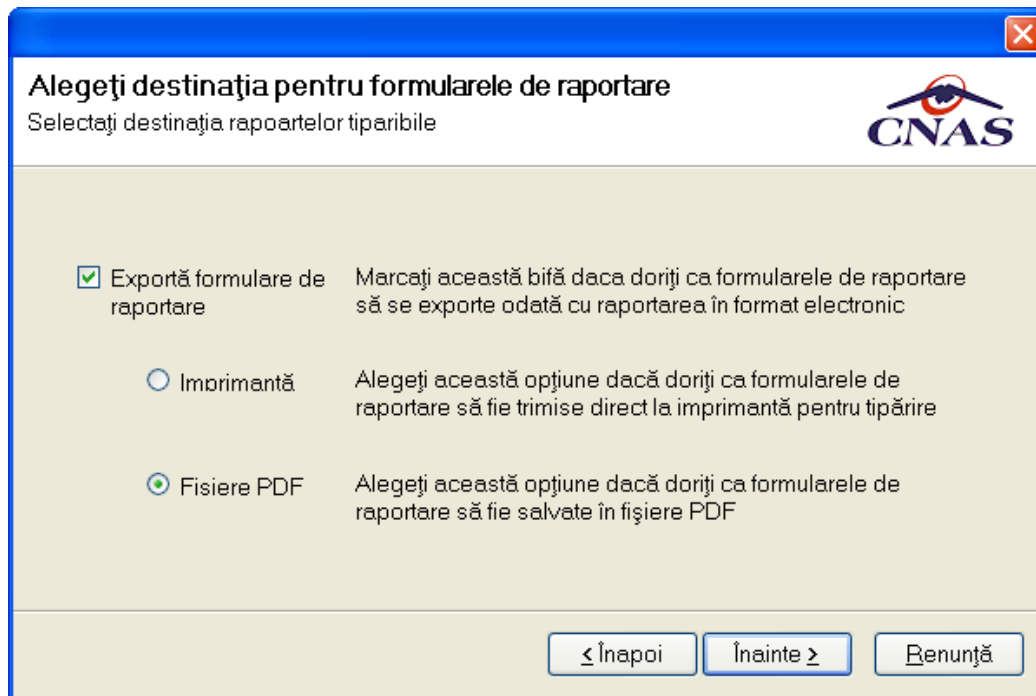 Alegeţi destinaţia pentru formularele de raportare
Selectaţi destinaţia rapoartelor tiparibile
CNAS
Exportă formulare de
raportare
Marcaţi această bifă daca doriţi ca formularele de raportare
să se exporte odată cu raportarea în format electronic
Imprimantă
Alegeţi această opţiune dacă doriţi ca formularele de
raportare să fie trimise direct la imprimantă pentru tipărire
Fisiere PDF
Alegeţi această opţiune dacă doriţi ca formularele de
raportare să fie salvate în fişiere PDF
< Înapoi
Înainte >
Renunţă